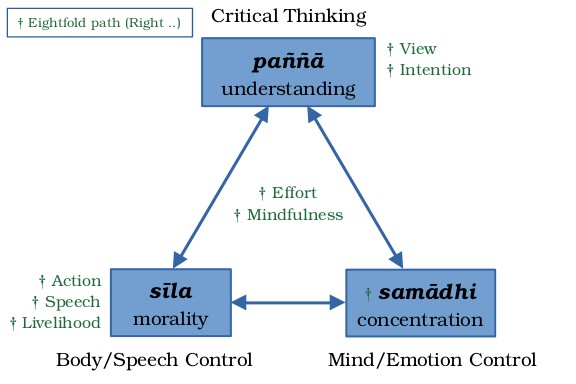 † Eightfold path (Right ..)
Critical Thinking
paññā
understanding
† View
† Intention
† Effort
† Mindfulness
† Action
† Speech
† Livelihood
sīla
morality
† samādhi
concentration
Body/Speech Control
Mind/Emotion Control